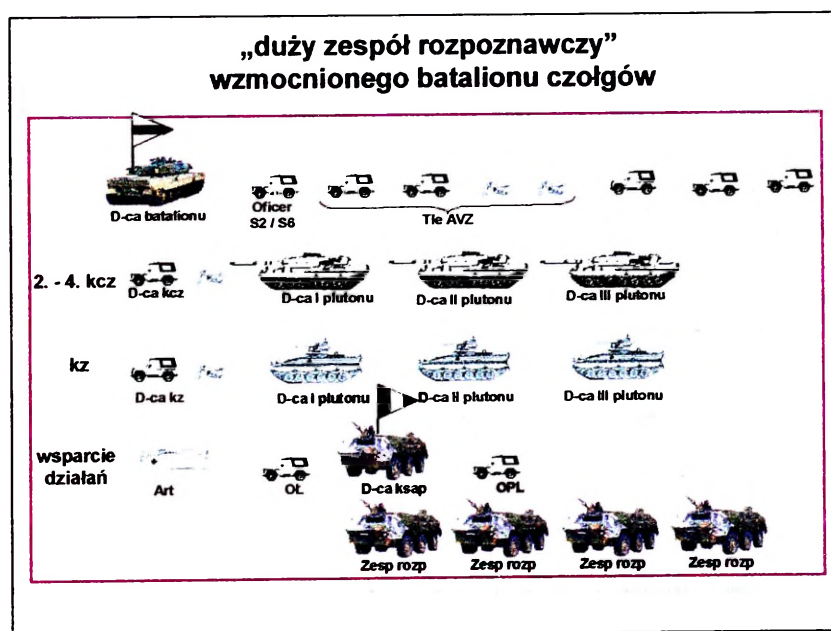 „duży zespół rozpoznawczy”
wzmocnionego batalionu czołgów
D-ca batalionu
Oficer
S2 / S6
Tle AVZ
2. - 4. kcz
D-ca kcz
D-ca I plutonu
D-ca II plutonu
D-ca III plutonu
kz
D-ca kz
D-ca I plutonu
D-ca II plutonu
D-ca III plutonu
wsparcie
działań
Art
OŁ
D-ca ksap
OPL
Zesp rozp
Zesp rozp
Zesp rozp
Zesp rozp